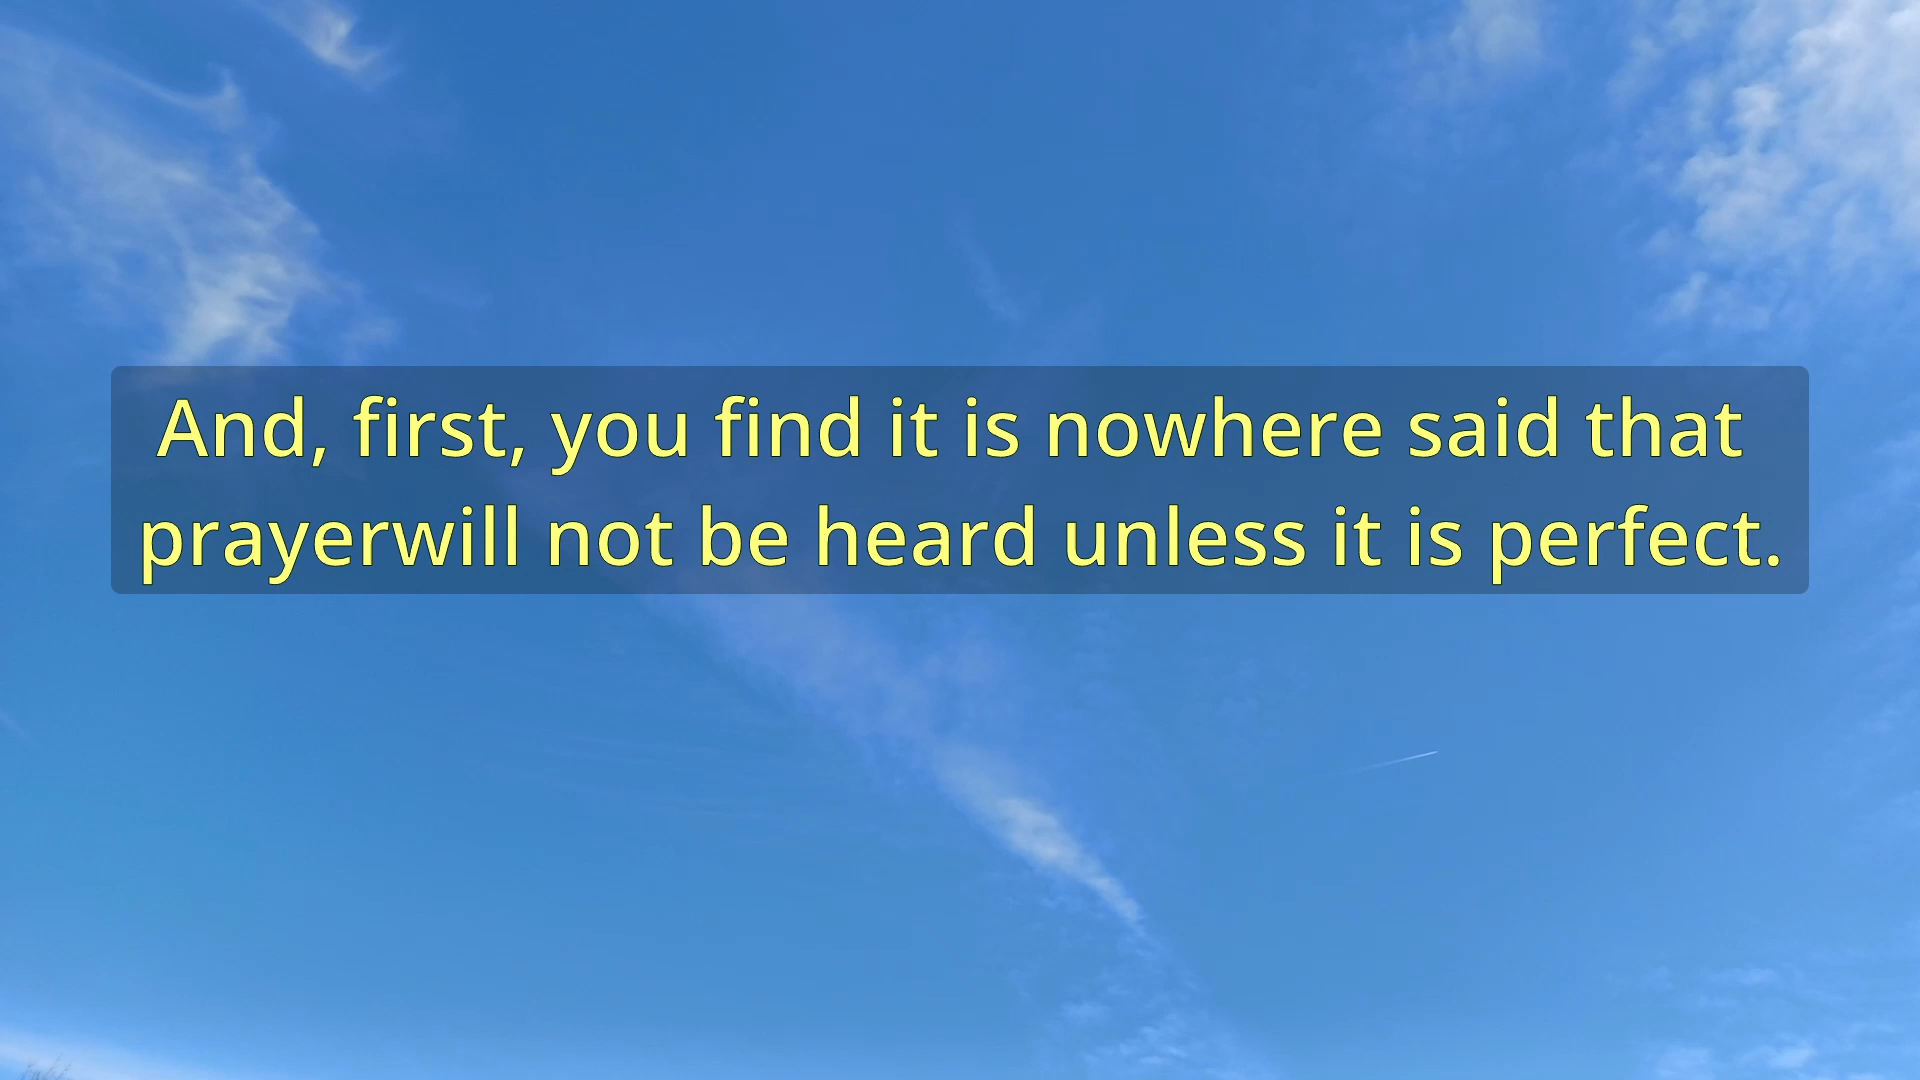 And, first, you find it is nowhere said that
prayerwill not be heard unless it is perfect.